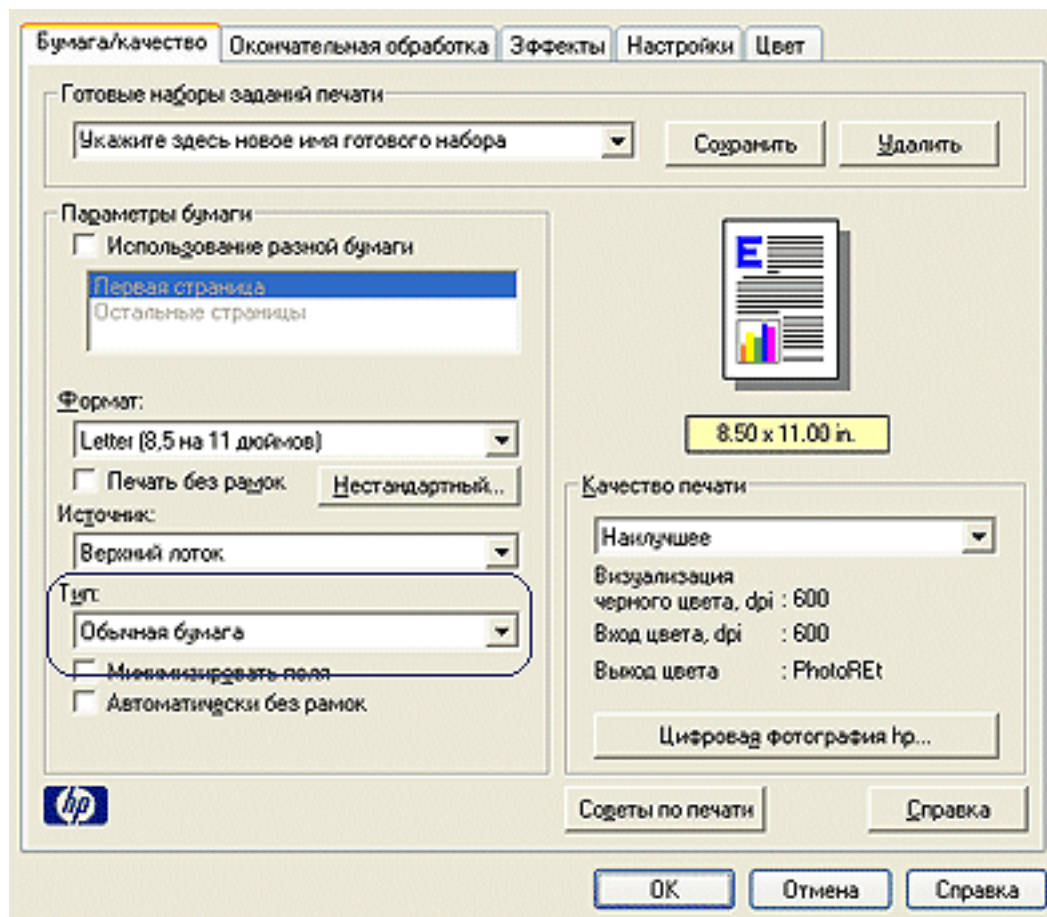 Бумага/качество
Окончательная обработка
Эффекты
Настройки
Цвет
Готовые наборы заданий печати
Укажите здесь новое имя готового набора
Сохранить
Удалить
Параметры бумаги
Использование разной бумаги
Первая страница
Остальные страницы
Формат:
Letter (8,5 на 11 дюймов)
Печать без рамок
Нестандартный...
Источник:
Верхний лоток
Тип:
Обычная бумага
Минимизировать поля
Автоматически без рамок
E
8.50 x 11.00 in.
Качество печати
Наилучшее
Визуализация
черного цвета, dpi : 600
Вход цвета, dpi : 600
Выход цвета : PhotoREt
Цифровая фотография hp...
hp
Советы по печати
Справка
OK
Отмена
Справка